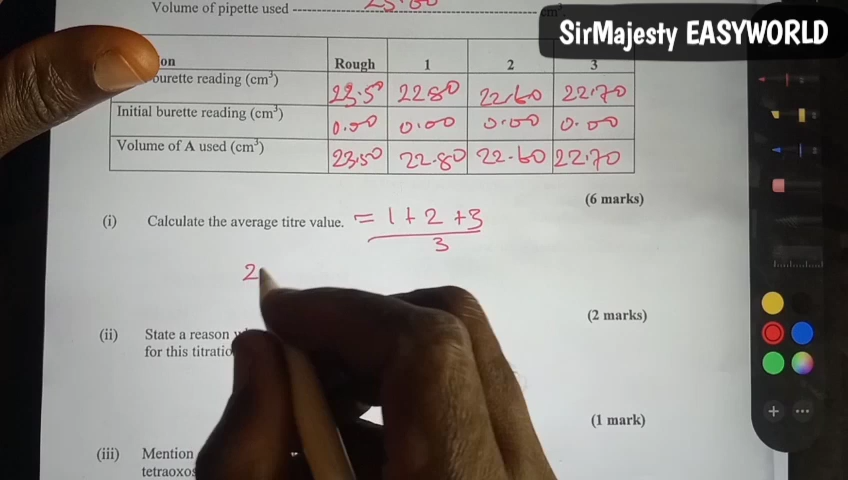 Volume of pipette used
SirMajesty EASYWORLD
Rough 1 2 3
burette reading (cm³) 23.50 22.80 22.60 22.70
Initial burette reading (cm³) 0.00 0.00 0.00 0.00
Volume of A used (cm³) 23.50 22.80 22.60 22.70
(6 marks)
(i) Calculate the average titre value. = 1 + 2 + 3
3
2
(2 marks)
(ii) State a reason
for this
(1 mark)
(iii) Mention